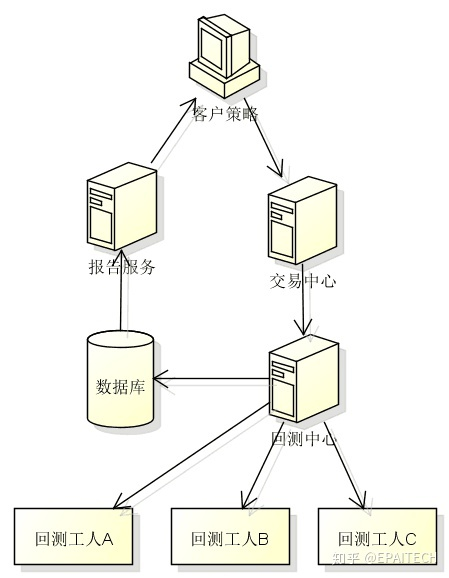 客户策略
报告服务
交易中心
数据库
回测中心
回测工人A
回测工人B
回测工人C
知乎 @EPAITECH